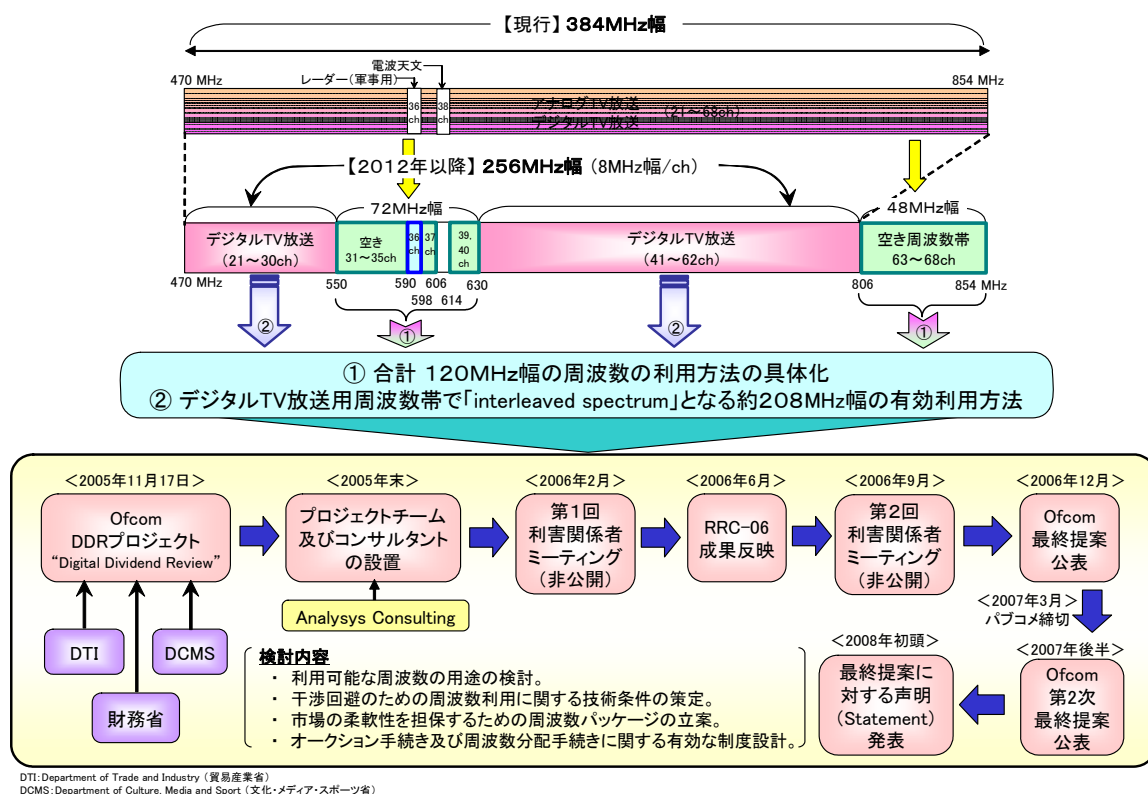 【現行】 384MHz幅
電波天文
レーダー(軍事用)
470 MHz
854 MHz
36
ch
38
ch
アナログTV放送
デジタルTV放送
(21～68ch)
【2012年以降】 256MHz幅 (8MHz幅/ch)
72MHz幅
48MHz幅
デジタルTV放送
(21～30ch)
空き
31～35ch
36
ch
37
ch
39,
40
ch
デジタルTV放送
(41～62ch)
空き周波数帯
63～68ch
470 MHz
550
590
606
630
598
614
806
854 MHz
②
①
②
①
① 合計 120MHz幅の周波数の利用方法の具体化
② デジタルTV放送用周波数帯で「interleaved spectrum」となる約208MHz幅の有効利用方法
＜2005年11月17日＞
Ofcom
DDRプロジェクト
“Digital Dividend Review”
DTI
財務省
DCMS
＜2005年末＞
プロジェクトチーム
及びコンサルタント
の設置
Analysys Consulting
＜2006年2月＞
第1回
利害関係者
ミーティング
(非公開)
＜2006年6月＞
RRC-06
成果反映
＜2006年9月＞
第2回
利害関係者
ミーティング
(非公開)
＜2006年12月＞
Ofcom
最終提案
公表
＜2007年3月＞
パブコメ締切
＜2007年後半＞
Ofcom
第2次
最終提案
公表
＜2008年初頭＞
最終提案に
対する声明
(Statement)
発表
検討内容
・ 利用可能な周波数の用途の検討。
・ 干渉回避のための周波数利用に関する技術条件の策定。
・ 市場の柔軟性を担保するための周波数パッケージの立案。
・ オークション手続き及び周波数分配手続きに関する有効な制度設計。
DTI:Department of Trade and Industry (貿易産業省)
DCMS:Department of Culture, Media and Sport (文化・メディア・スポーツ省)